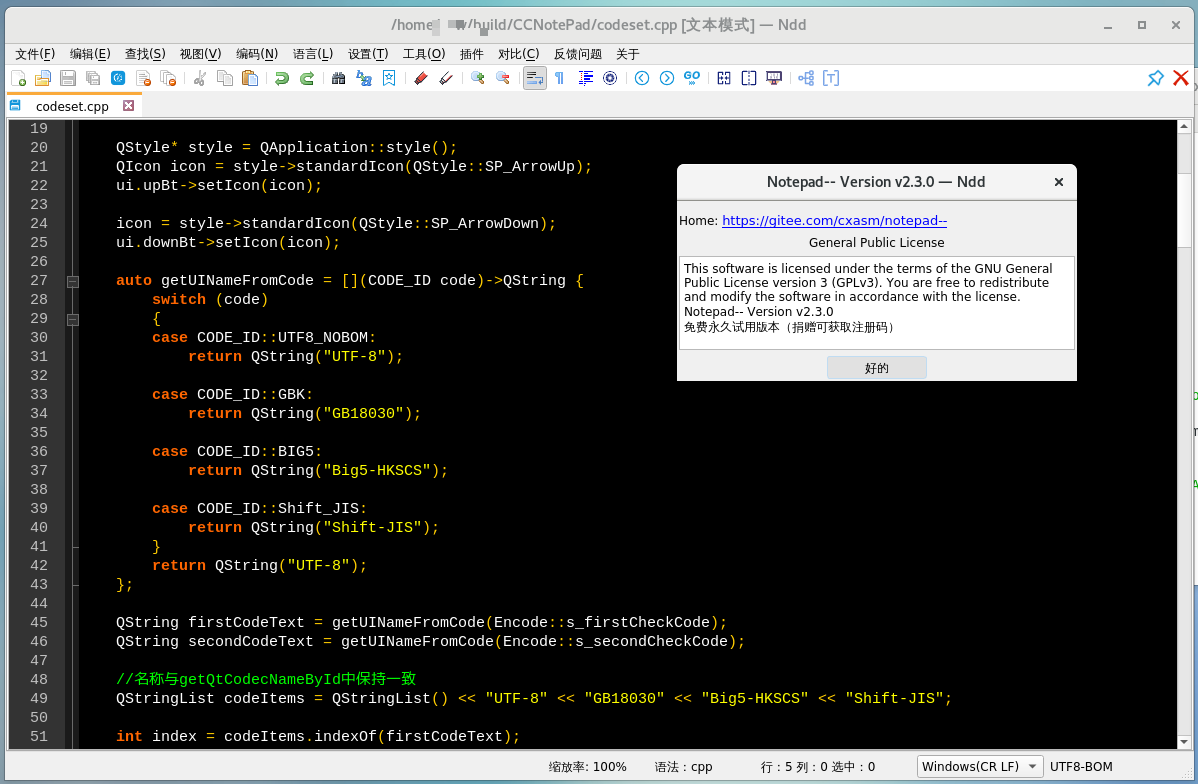 /home /build/CCNotePad/codeset.cpp [文本模式] — Ndd
文件(F) 编辑(E) 查找(S) 视图(V) 编码(N) 语言(L) 设置(T) 工具(O) 插件 对比(C) 反馈问题 关于
codeset.cpp
19
20 QStyle* style = QApplication::style();
21 QIcon icon = style->standardIcon(QStyle::SP_ArrowUp);
22 ui.upBt->setIcon(icon);
23
24 icon = style->standardIcon(QStyle::SP_ArrowDown);
25 ui.downBt->setIcon(icon);
26
27 auto getUINameFromCode = [](CODE_ID code)->QString {
28 switch (code)
29 {
30 case CODE_ID::UTF8_NOBOM:
31 return QString("UTF-8");
32
33 case CODE_ID::GBK:
34 return QString("GB18030");
35
36 case CODE_ID::BIG5:
37 return QString("Big5-HKSCS");
38
39 case CODE_ID::Shift_JIS:
40 return QString("Shift-JIS");
41 }
42 return QString("UTF-8");
43 };
44
45 QString firstCodeText = getUINameFromCode(Encode::s_firstCheckCode);
46 QString secondCodeText = getUINameFromCode(Encode::s_secondCheckCode);
47
48 //名称与getQtCodecNameById中保持一致
49 QStringList codeItems = QStringList() << "UTF-8" << "GB18030" << "Big5-HKSCS" << "Shift-JIS";
50
51 int index = codeItems.indexOf(firstCodeText);
Notepad-- Version v2.3.0 — Ndd
Home: https://gitee.com/cxasm/notepad--
General Public License
This software is licensed under the terms of the GNU General
Public License version 3 (GPLv3). You are free to redistribute
and modify the software in accordance with the license.
Notepad-- Version v2.3.0
免费永久试用版本（捐赠可获取注册码）
好的
缩放率: 100% 语法：cpp 行：5 列：0 选中：0 Windows(CR LF) UTF8-BOM